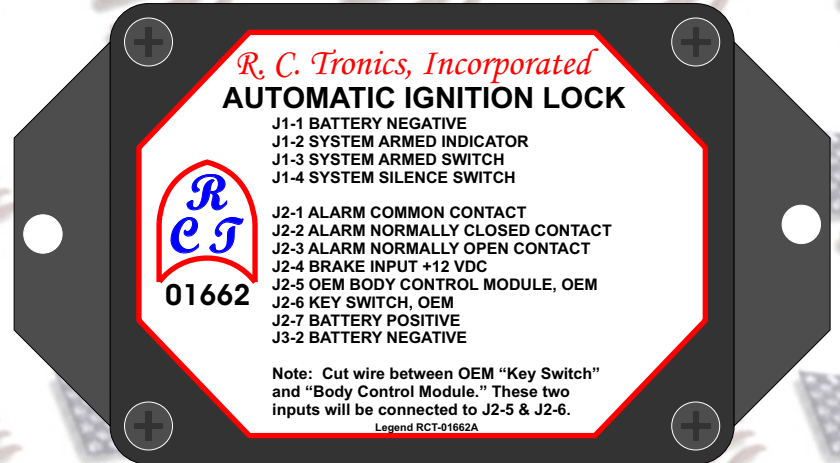 R. C. Tronics, Incorporated
AUTOMATIC IGNITION LOCK
J1-1 BATTERY NEGATIVE
J1-2 SYSTEM ARMED INDICATOR
J1-3 SYSTEM ARMED SWITCH
J1-4 SYSTEM SILENCE SWITCH
J2-1 ALARM COMMON CONTACT
J2-2 ALARM NORMALLY CLOSED CONTACT
J2-3 ALARM NORMALLY OPEN CONTACT
J2-4 BRAKE INPUT +12 VDC
J2-5 OEM BODY CONTROL MODULE, OEM
J2-6 KEY SWITCH, OEM
J2-7 BATTERY POSITIVE
J3-2 BATTERY NEGATIVE
R
C T
01662
Note: Cut wire between OEM “Key Switch”
and “Body Control Module.” These two
inputs will be connected to J2-5 & J2-6.
Legend RCT-01662A